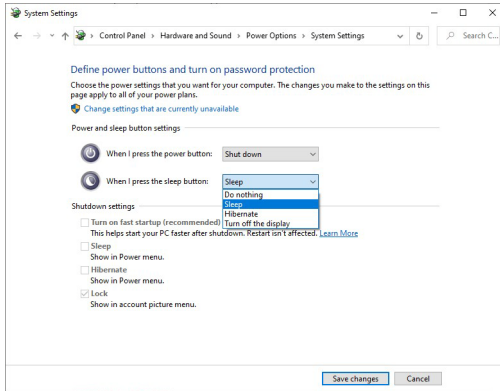 System Settings
Control Panel > Hardware and Sound > Power Options > System Settings
Search C...
Define power buttons and turn on password protection
Choose the power settings that you want for your computer. The changes you make to the settings on this
page apply to all of your power plans.
Change settings that are currently unavailable
Power and sleep button settings
When I press the power button: Shut down
When I press the sleep button: Sleep
Do nothing
Sleep
Hibernate
Turn off the display
Shutdown settings
Turn on fast startup (recommended)
This helps start your PC faster after shutdown. Restart isn't affected. Learn More
Sleep
Show in Power menu.
Hibernate
Show in Power menu.
Lock
Show in account picture menu.
Save changes Cancel